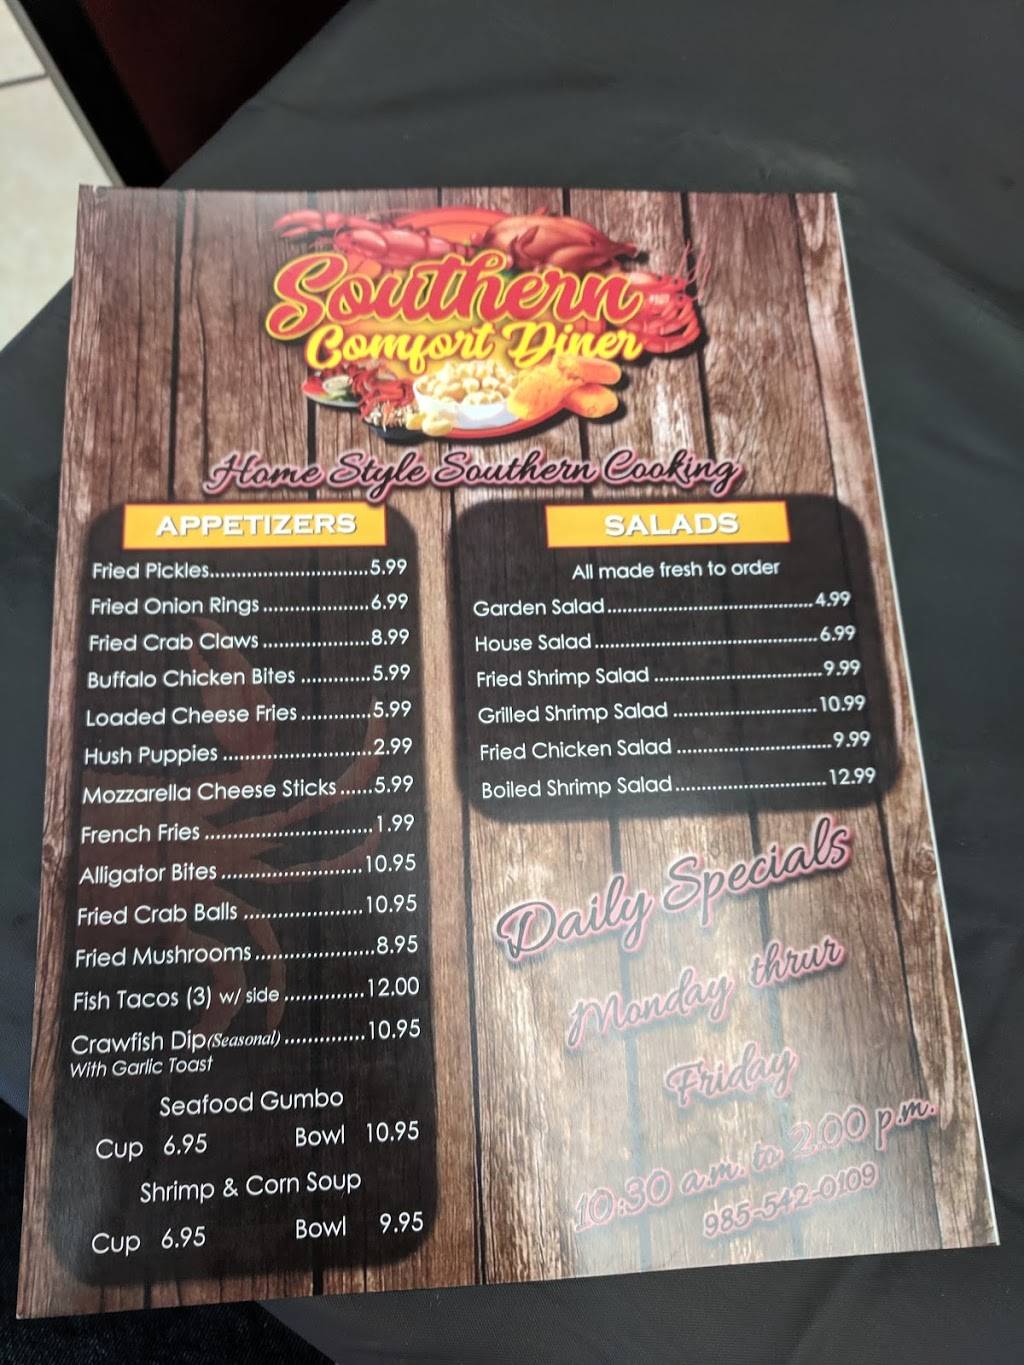 Southern
Comfort Diner
Home Style Southern Cooking
APPETIZERS
Fried Pickles..............................5.99
Fried Onion Rings....................6.99
Fried Crab Claws....................8.99
Buffalo Chicken Bites .............5.99
Loaded Cheese Fries.............5.99
Hush Puppies ............................2.99
Mozzarella Cheese Sticks......5.99
French Fries................................1.99
Alligator Bites...........................10.95
Fried Crab Balls ......................10.95
Fried Mushrooms.......................8.95
Fish Tacos (3) w/ side...............12.00
Crawfish Dip(Seasonal)...............10.95
With Garlic Toast
Seafood Gumbo
Cup 6.95 Bowl 10.95
Shrimp & Corn Soup
Cup 6.95 Bowl 9.95
SALADS
All made fresh to order
Garden Salad.......................................4.99
House Salad..........................................6.99
Fried Shrimp Salad ................................9.99
Grilled Shrimp Salad ...........................10.99
Fried Chicken Salad .............................9.99
Boiled Shrimp Salad............................12.99
Daily Specials
Monday thrur
Friday
10:30 a.m. to 2:00 p.m.
985-542-0109